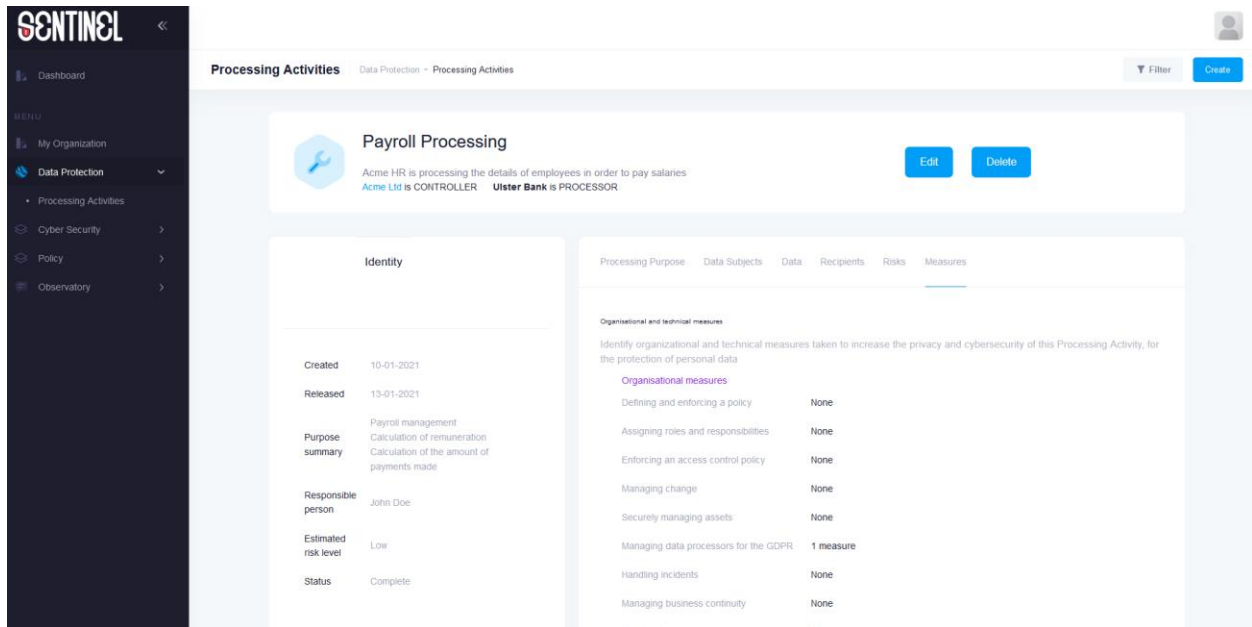 SENTINEL
Dashboard
MENU
My Organization
Data Protection
Processing Activities
Cyber Security
Policy
Observatory
Processing Activities Data Protection - Processing Activities
Filter
Create
Payroll Processing
Acme HR is processing the details of employees in order to pay salaries
Acme Ltd is CONTROLLER Ulster Bank is PROCESSOR
Edit
Delete
Identity
Created 10-01-2021
Released 13-01-2021
Purpose summary
Payroll management
Calculation of remuneration
Calculation of the amount of
payments made
Responsible person
John Doe
Estimated risk level
Low
Status Complete
Processing Purpose Data Subjects Data Recipients Risks Measures
Organisational and technical measures
Identify organizational and technical measures taken to increase the privacy and cybersecurity of this Processing Activity, for
the protection of personal data
Organisational measures
Defining and enforcing a policy None
Assigning roles and responsibilities None
Enforcing an access control policy None
Managing change None
Securely managing assets None
Managing data processors for the GDPR 1 measure
Handling incidents None
Managing business continuity None